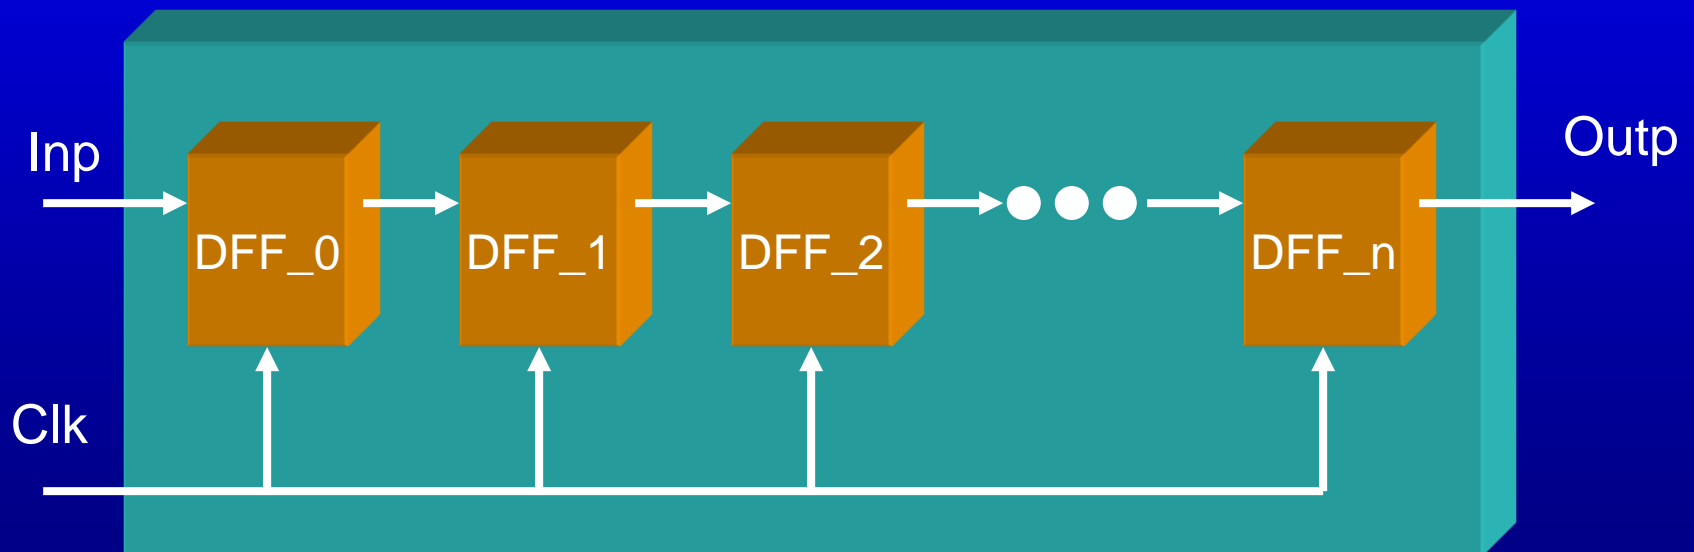 Inp
Outp
DFF_0
DFF_1
DFF_2
DFF_n
Clk